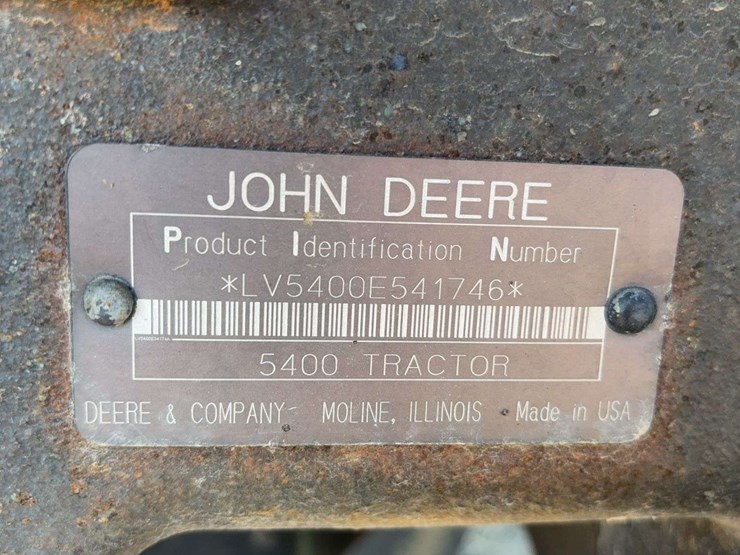 JOHN DEERE
Product Identification Number
*LV5400E541746*
5400 TRACTOR
DEERE & COMPANY MOLINE, ILLINOIS Made in USA